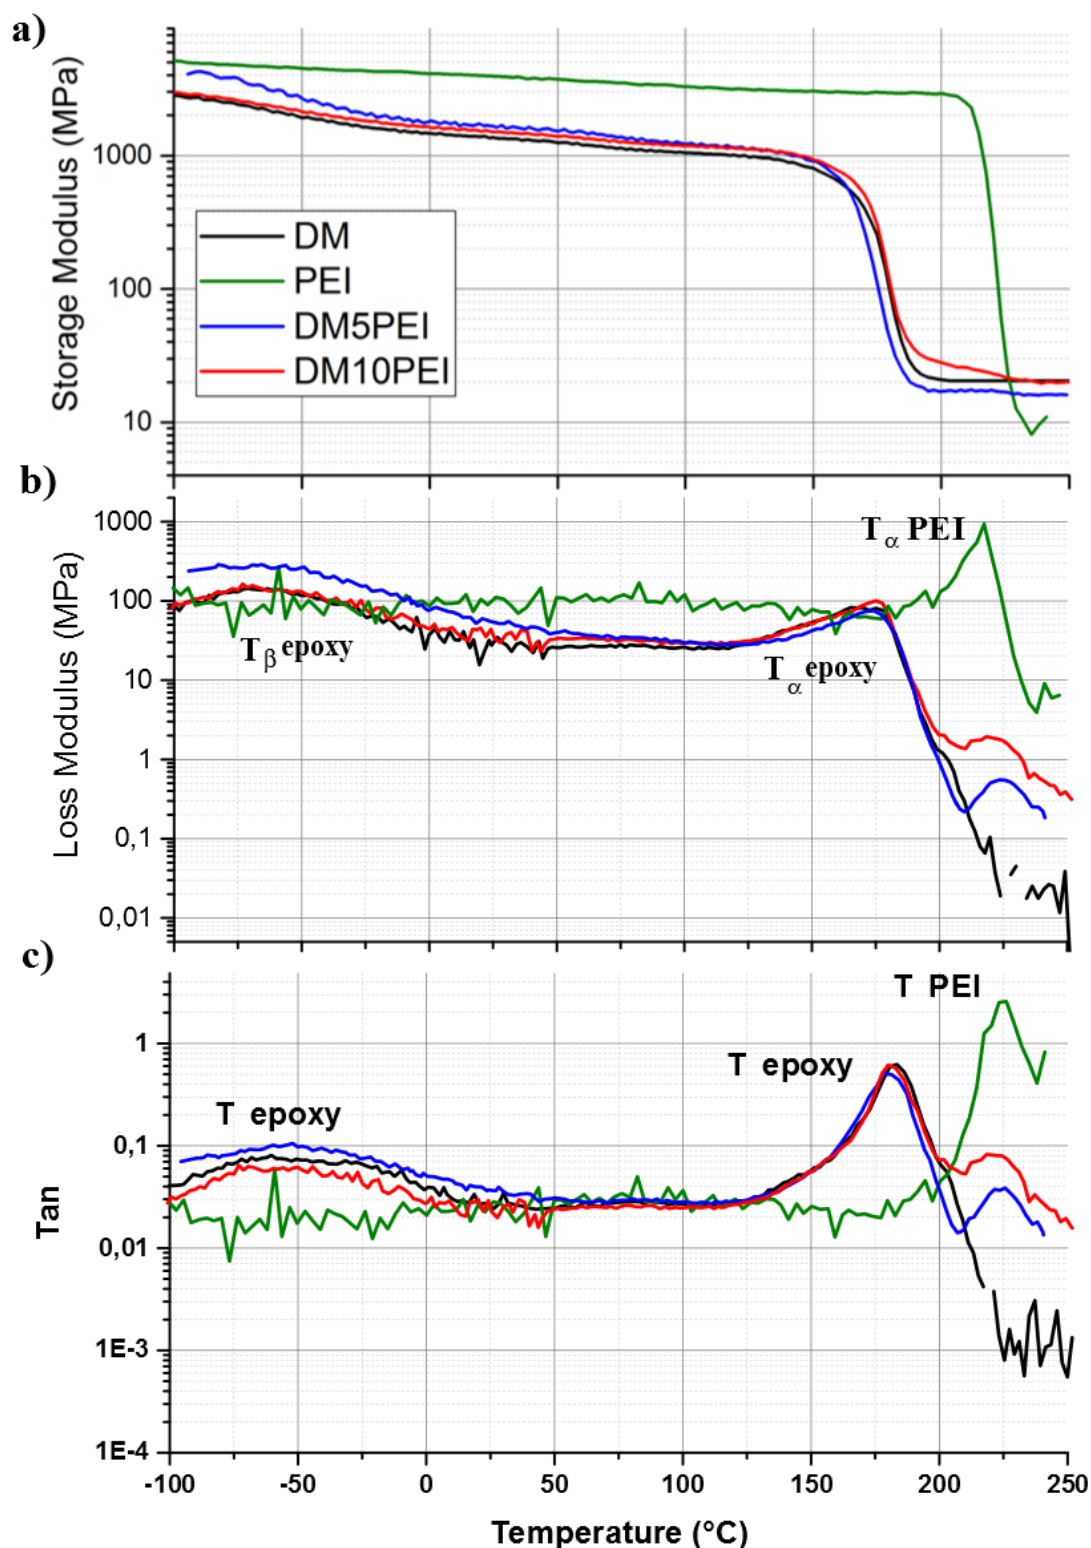 a)
Storage Modulus (MPa)
1000
100
10
DM
PEI
DM5PEI
DM10PEI
b)
Loss Modulus (MPa)
1000
100
10
1
0,1
0,01
Tα PEI
Tβ epoxy
Tα epoxy
c)
Tan
1
0,1
0,01
1E-3
1E-4
T PEI
T epoxy
T epoxy
-100 -50 0 50 100 150 200 250
Temperature (°C)